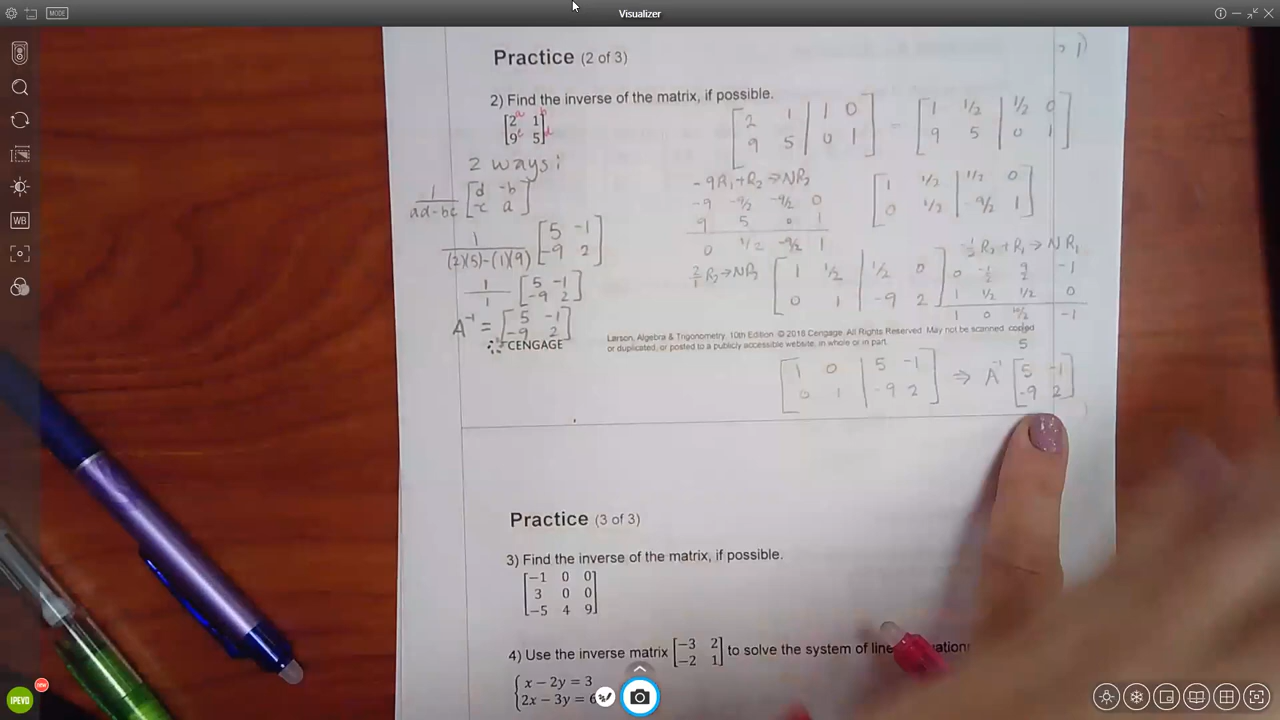 MODE
Visualizer
Practice (2 of 3)
2) Find the inverse of the matrix, if possible.
2 a 1 b
9 c 5 d
2 ways:
1/(ad-bc) [d -b
-c a]
1/((2)(5)-(1)(9)) [5 -1
-9 2]
1/1 [5 -1
-9 2]
A⁻¹ = [5 -1
-9 2]
CENGAGE
[2 1 | 1 0
9 5 | 0 1]
[1 1/2 | 1/2 0
9 5 | 0 1]
-9R₁+R₂→NR₂
-9 -9/2 -9/2 0
9 5 0 1
0 1/2 -9/2 1
[1 1/2 | 1/2 0
0 1/2 | -9/2 1]
2/1 R₂→NR₂
[1 1/2 | 1/2 0
0 1 | -9 2]
-1/2 R₂ + R₁ → NR₁
0 -1/2 9/2 -1
1 1/2 1/2 0
1 0 10/2 -1
5
Larson, Algebra & Trigonometry, 10th Edition. © 2018 Cengage. All Rights Reserved. May not be scanned, copied
or duplicated, or posted to a publicly accessible website, in whole or in part.
[1 0 | 5 -1
0 1 | -9 2]
⇒ A⁻¹ [5 -1
-9 2]
Practice (3 of 3)
3) Find the inverse of the matrix, if possible.
[−1 0 0
3 0 0
−5 4 9]
4) Use the inverse matrix [−3 2
−2 1] to solve the system of
x − 2y = 3
2x − 3y = 6
IPEVO
new
WB